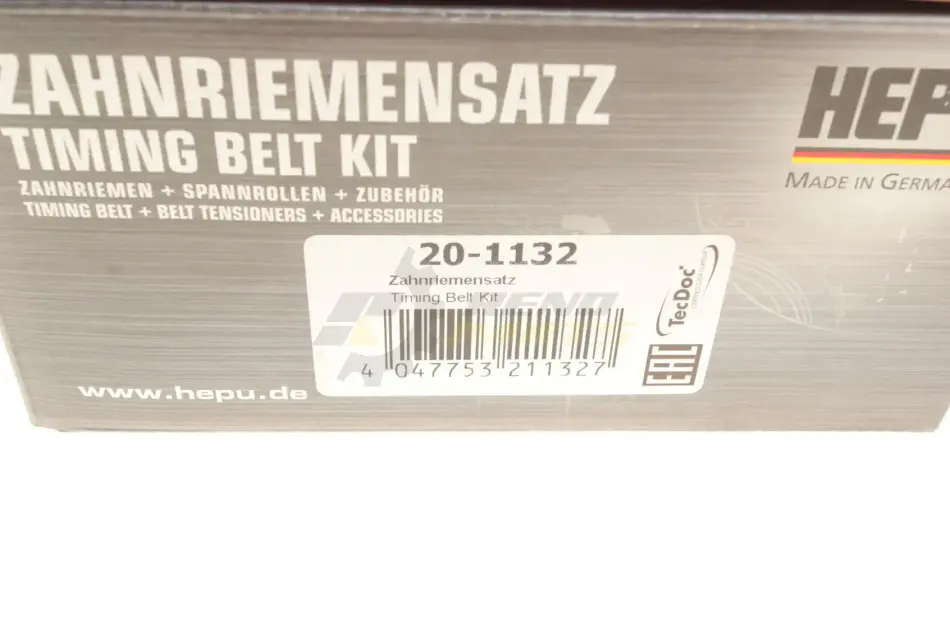 ZAHNRIEMENSATZ
TIMING BELT KIT
ZAHNRIEMEN + SPANNROLLEN + ZUBEHÖR
TIMING BELT + BELT TENSIONERS + ACCESSORIES
HEP
MADE IN GERMA
20-1132
Zahnriemensatz
Timing Belt Kit
TecDoc
EAC
4 047753 211327
www.hepu.de